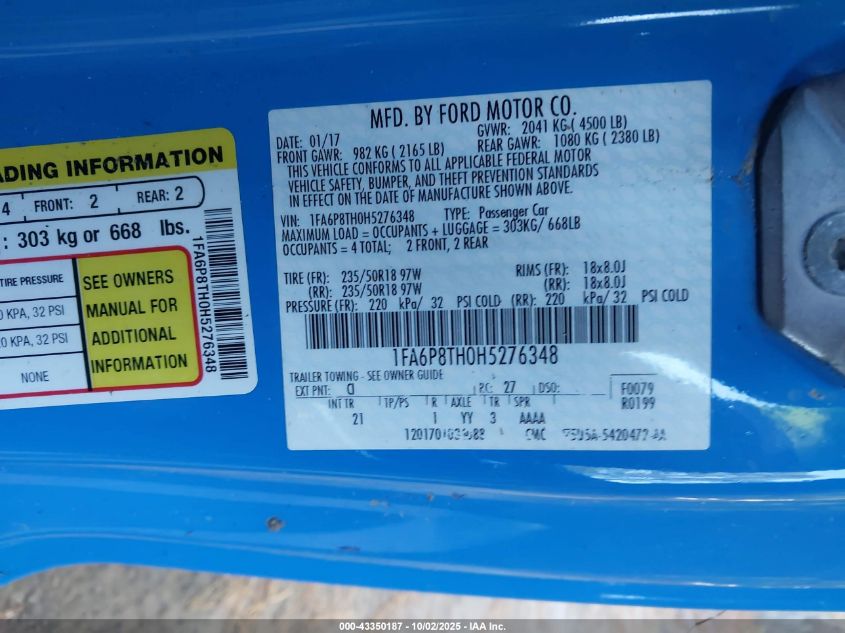 ADING INFORMATION
4 FRONT: 2 REAR: 2
: 303 kg or 668 lbs.
TIRE PRESSURE
0 KPA, 32 PSI
0 KPA, 32 PSI
NONE
SEE OWNERS
MANUAL FOR
ADDITIONAL
INFORMATION
1FA6P8TH0H5276348
MFD. BY FORD MOTOR CO.
DATE: 01/17 GVWR: 2041 KG ( 4500 LB)
FRONT GAWR: 982 KG ( 2165 LB) REAR GAWR: 1080 KG ( 2380 LB)
THIS VEHICLE CONFORMS TO ALL APPLICABLE FEDERAL MOTOR
VEHICLE SAFETY, BUMPER, AND THEFT PREVENTION STANDARDS
IN EFFECT ON THE DATE OF MANUFACTURE SHOWN ABOVE.
VIN: 1FA6P8TH0H5276348 TYPE: Passenger Car
MAXIMUM LOAD = OCCUPANTS + LUGGAGE = 303KG/ 668LB
OCCUPANTS = 4 TOTAL; 2 FRONT, 2 REAR
TIRE (FR): 235/50R18 97W RIMS (FR): 18x8.0J
(RR): 235/50R18 97W (RR): 18x8.0J
PRESSURE (FR): 220 kPa/ 32 PSI COLD (RR): 220 kPa/ 32 PSI COLD
1FA6P8TH0H5276348
TRAILER TOWING - SEE OWNER GUIDE
EXT PNT: RC: 27 DSO: F0079
INT TR TP/PS R AXLE TR SPR R0199
21 I YY 3 AAAA
CMC
000-43350187 - 10/02/2025 - IAA Inc.